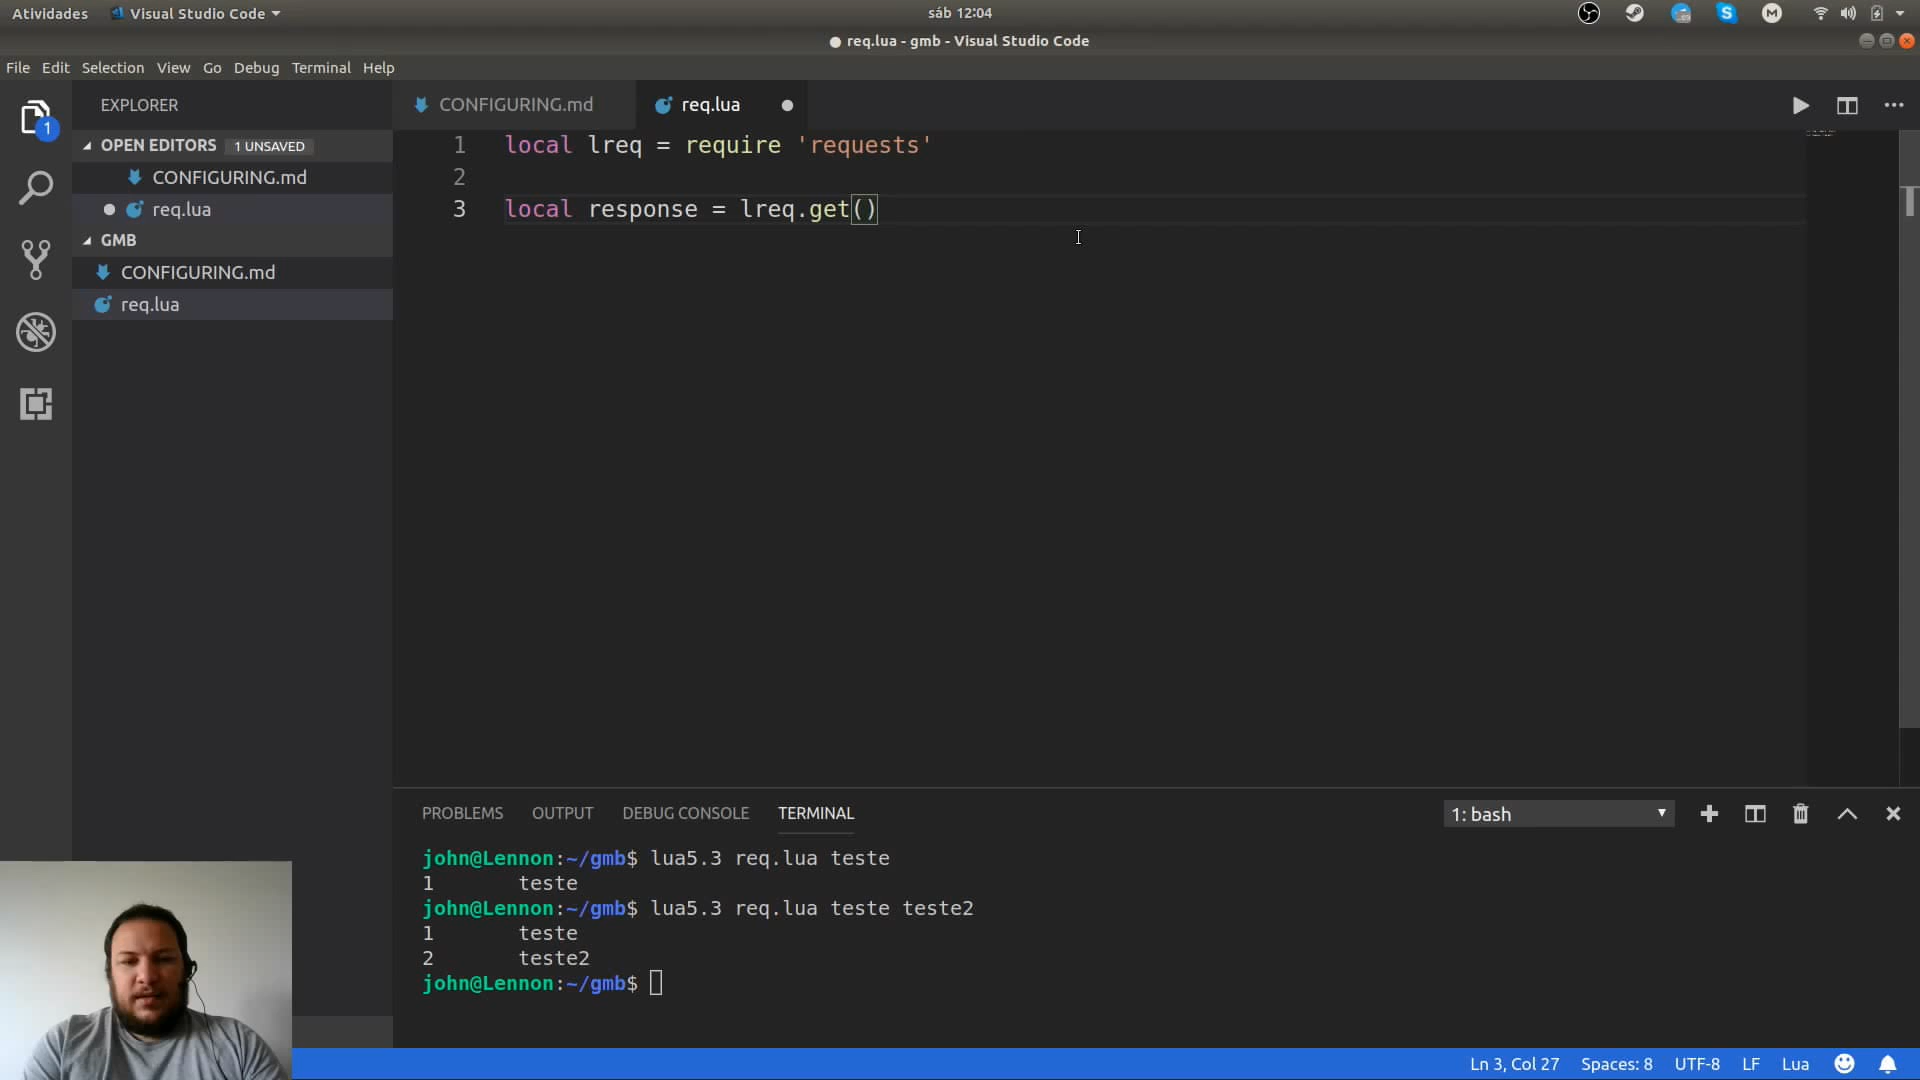 Atividades
Visual Studio Code
sáb 12:04
req.lua - gmb - Visual Studio Code
File Edit Selection View Go Debug Terminal Help
EXPLORER
CONFIGURING.md
req.lua
1
OPEN EDITORS 1 UNSAVED
CONFIGURING.md
req.lua
GMB
CONFIGURING.md
req.lua
1 local lreq = require 'requests'
2
3 local response = lreq.get()
PROBLEMS OUTPUT DEBUG CONSOLE TERMINAL
1: bash
john@Lennon:~/gmb$ lua5.3 req.lua teste
1 teste
john@Lennon:~/gmb$ lua5.3 req.lua teste teste2
1 teste
2 teste2
john@Lennon:~/gmb$
Ln 3, Col 27 Spaces: 8 UTF-8 LF Lua